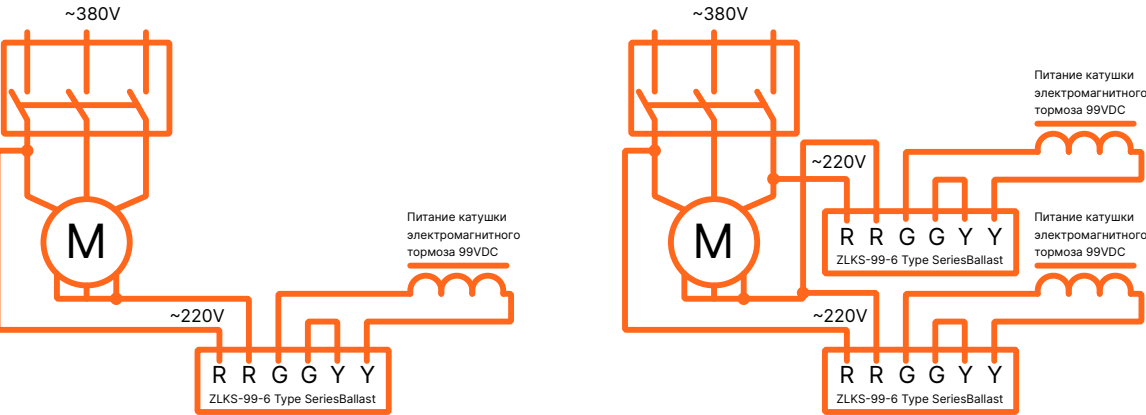 ~380V
M
Питание катушки
электромагнитного
тормоза 99VDC
~220V
R R G G Y Y
ZLKS-99-6 Type SeriesBallast
~380V
Питание катушки
электромагнитного
тормоза 99VDC
~220V
M
R R G G Y Y
ZLKS-99-6 Type SeriesBallast
Питание катушки
электромагнитного
тормоза 99VDC
~220V
R R G G Y Y
ZLKS-99-6 Type SeriesBallast